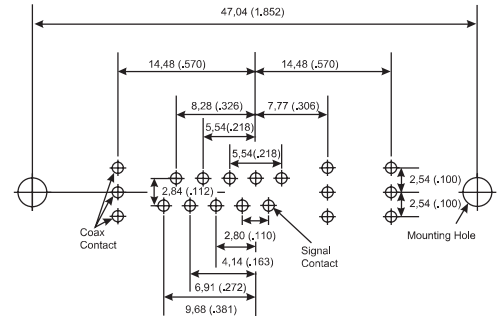 47,04 (1.852)
14,48 (.570)
14,48 (.570)
8,28 (.326)
7,77 (.306)
5,54(.218)
5,54(.218)
2,54 (.100)
2,84 (.112)
2,54 (.100)
Coax
Contact
Signal
Contact
Mounting Hole
2,80 (.110)
4,14 (.163)
6,91 (.272)
9,68 (.381)